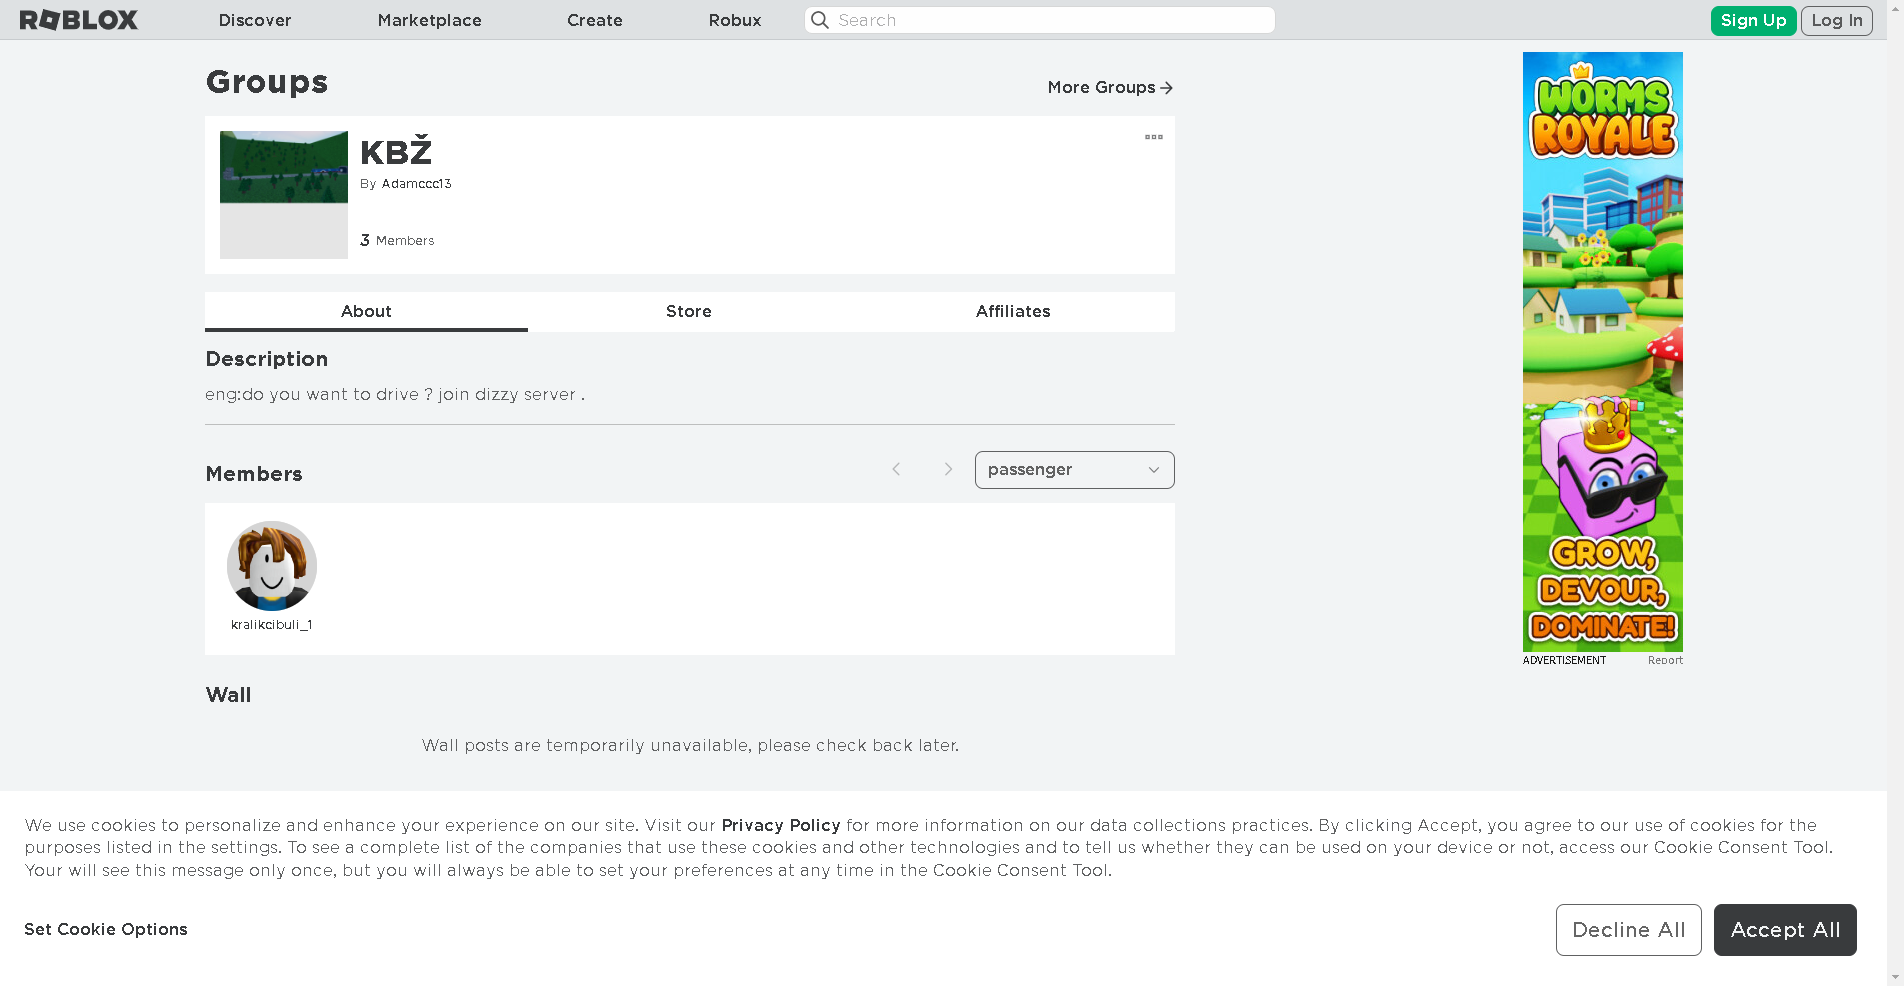 ROBLOX Discover Marketplace Create Robux Search Sign Up Log In
Groups
More Groups
KBŽ
By Adamccc13
3 Members
About Store Affiliates
Description
eng:do you want to drive ? join dizzy server .
Members
passenger
kralikcibuli_1
Wall
Wall posts are temporarily unavailable, please check back later.
WORMS
ROYALE
GROW,
DEVOUR,
DOMINATE!
ADVERTISEMENT Report
We use cookies to personalize and enhance your experience on our site. Visit our Privacy Policy for more information on our data collections practices. By clicking Accept, you agree to our use of cookies for the
purposes listed in the settings. To see a complete list of the companies that use these cookies and other technologies and to tell us whether they can be used on your device or not, access our Cookie Consent Tool.
Your will see this message only once, but you will always be able to set your preferences at any time in the Cookie Consent Tool.
Set Cookie Options
Decline All
Accept All